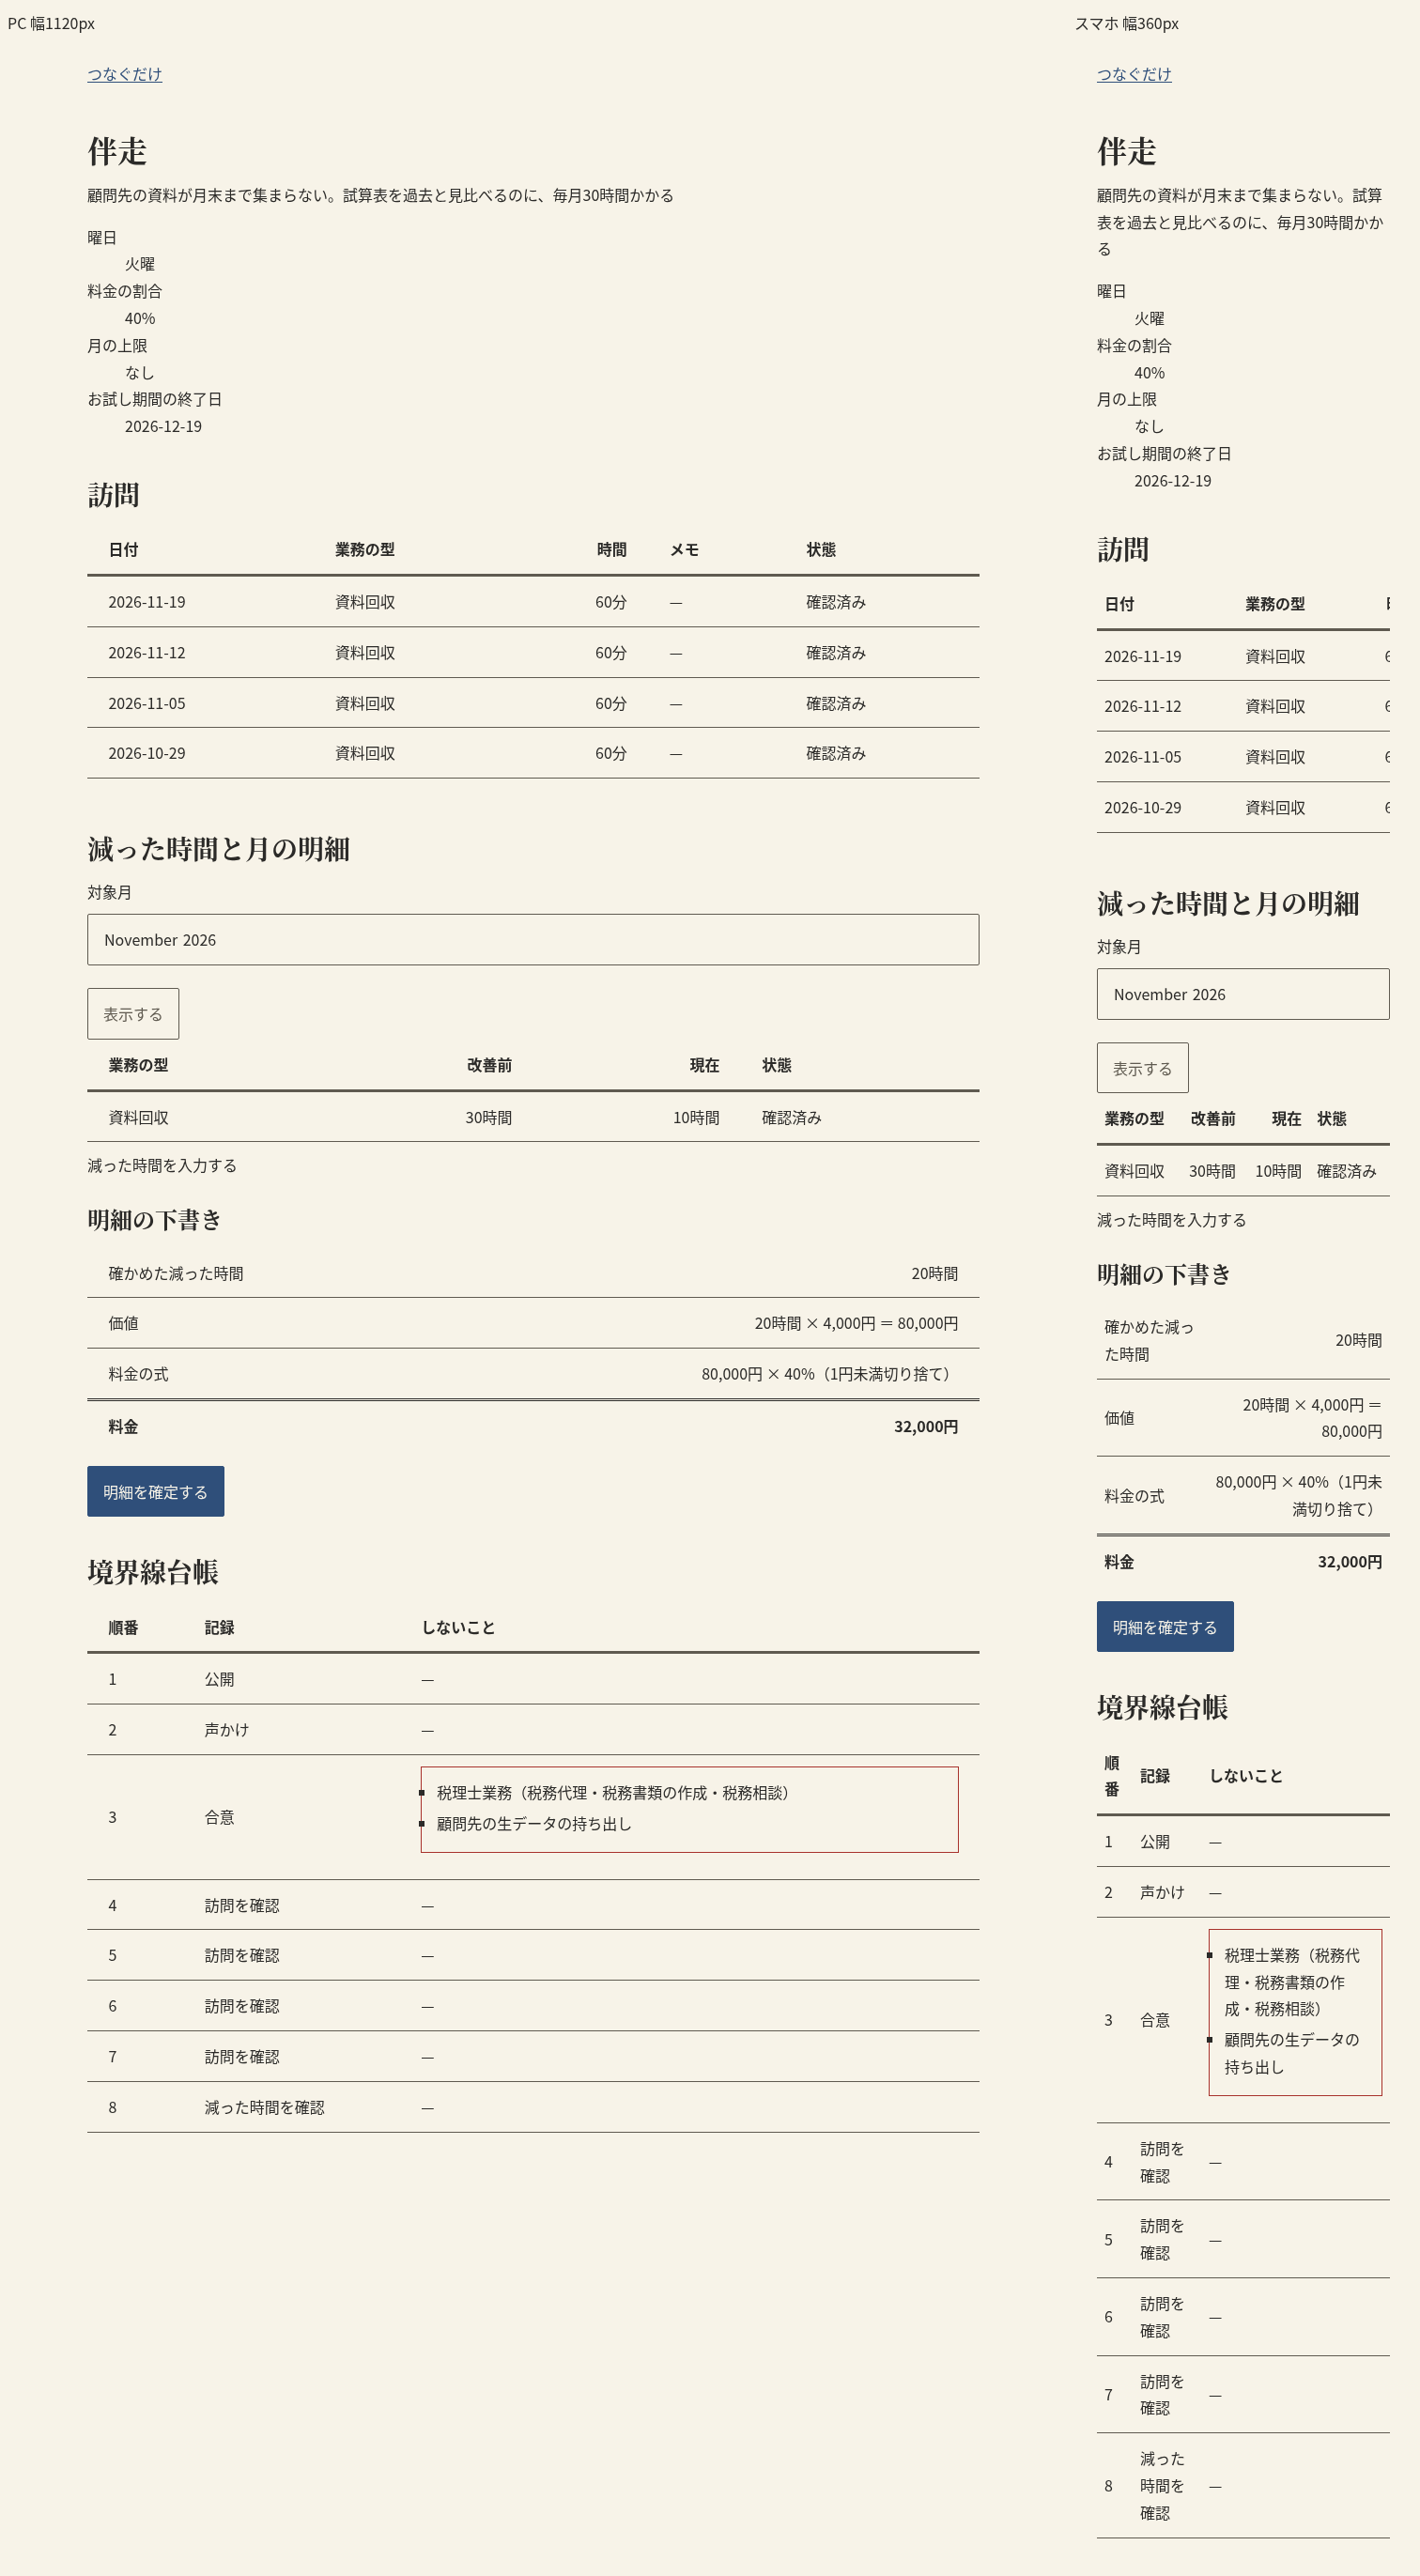 PC 幅1120px
つなぐだけ
伴走
顧問先の資料が月末まで集まらない。試算表を過去と見比べるのに、毎月30時間かかる
曜日
火曜
料金の割合
40%
月の上限
なし
お試し期間の終了日
2026-12-19
訪問
日付 業務の型 時間 メモ 状態
2026-11-19 資料回収 60分 — 確認済み
2026-11-12 資料回収 60分 — 確認済み
2026-11-05 資料回収 60分 — 確認済み
2026-10-29 資料回収 60分 — 確認済み
減った時間と月の明細
対象月
November 2026
表示する
業務の型 改善前 現在 状態
資料回収 30時間 10時間 確認済み
減った時間を入力する
明細の下書き
確かめた減った時間 20時間
価値 20時間 × 4,000円 = 80,000円
料金の式 80,000円 × 40%（1円未満切り捨て）
料金 32,000円
明細を確定する
境界線台帳
順番 記録 しないこと
1 公開 —
2 声かけ —
3 合意
税理士業務（税務代理・税務書類の作成・税務相談）
顧問先の生データの持ち出し
4 訪問を確認 —
5 訪問を確認 —
6 訪問を確認 —
7 訪問を確認 —
8 減った時間を確認 —
スマホ 幅360px
つなぐだけ
伴走
顧問先の資料が月末まで集まらない。試算
表を過去と見比べるのに、毎月30時間かか
る
曜日
火曜
料金の割合
40%
月の上限
なし
お試し期間の終了日
2026-12-19
訪問
日付 業務の型
2026-11-19 資料回収
2026-11-12 資料回収
2026-11-05 資料回収
2026-10-29 資料回収
減った時間と月の明細
対象月
November 2026
表示する
業務の型 改善前 現在 状態
資料回収 30時間 10時間 確認済み
減った時間を入力する
明細の下書き
確かめた減っ
た時間
20時間
価値
20時間 × 4,000円 =
80,000円
料金の式
80,000円 × 40%（1円未
満切り捨て）
料金 32,000円
明細を確定する
境界線台帳
順
番
記録 しないこと
1 公開 —
2 声かけ —
3 合意
税理士業務（税務代
理・税務書類の作
成・税務相談）
顧問先の生データの
持ち出し
4
訪問を
確認
—
5
訪問を
確認
—
6
訪問を
確認
—
7
訪問を
確認
—
8
減った
時間を
確認
—